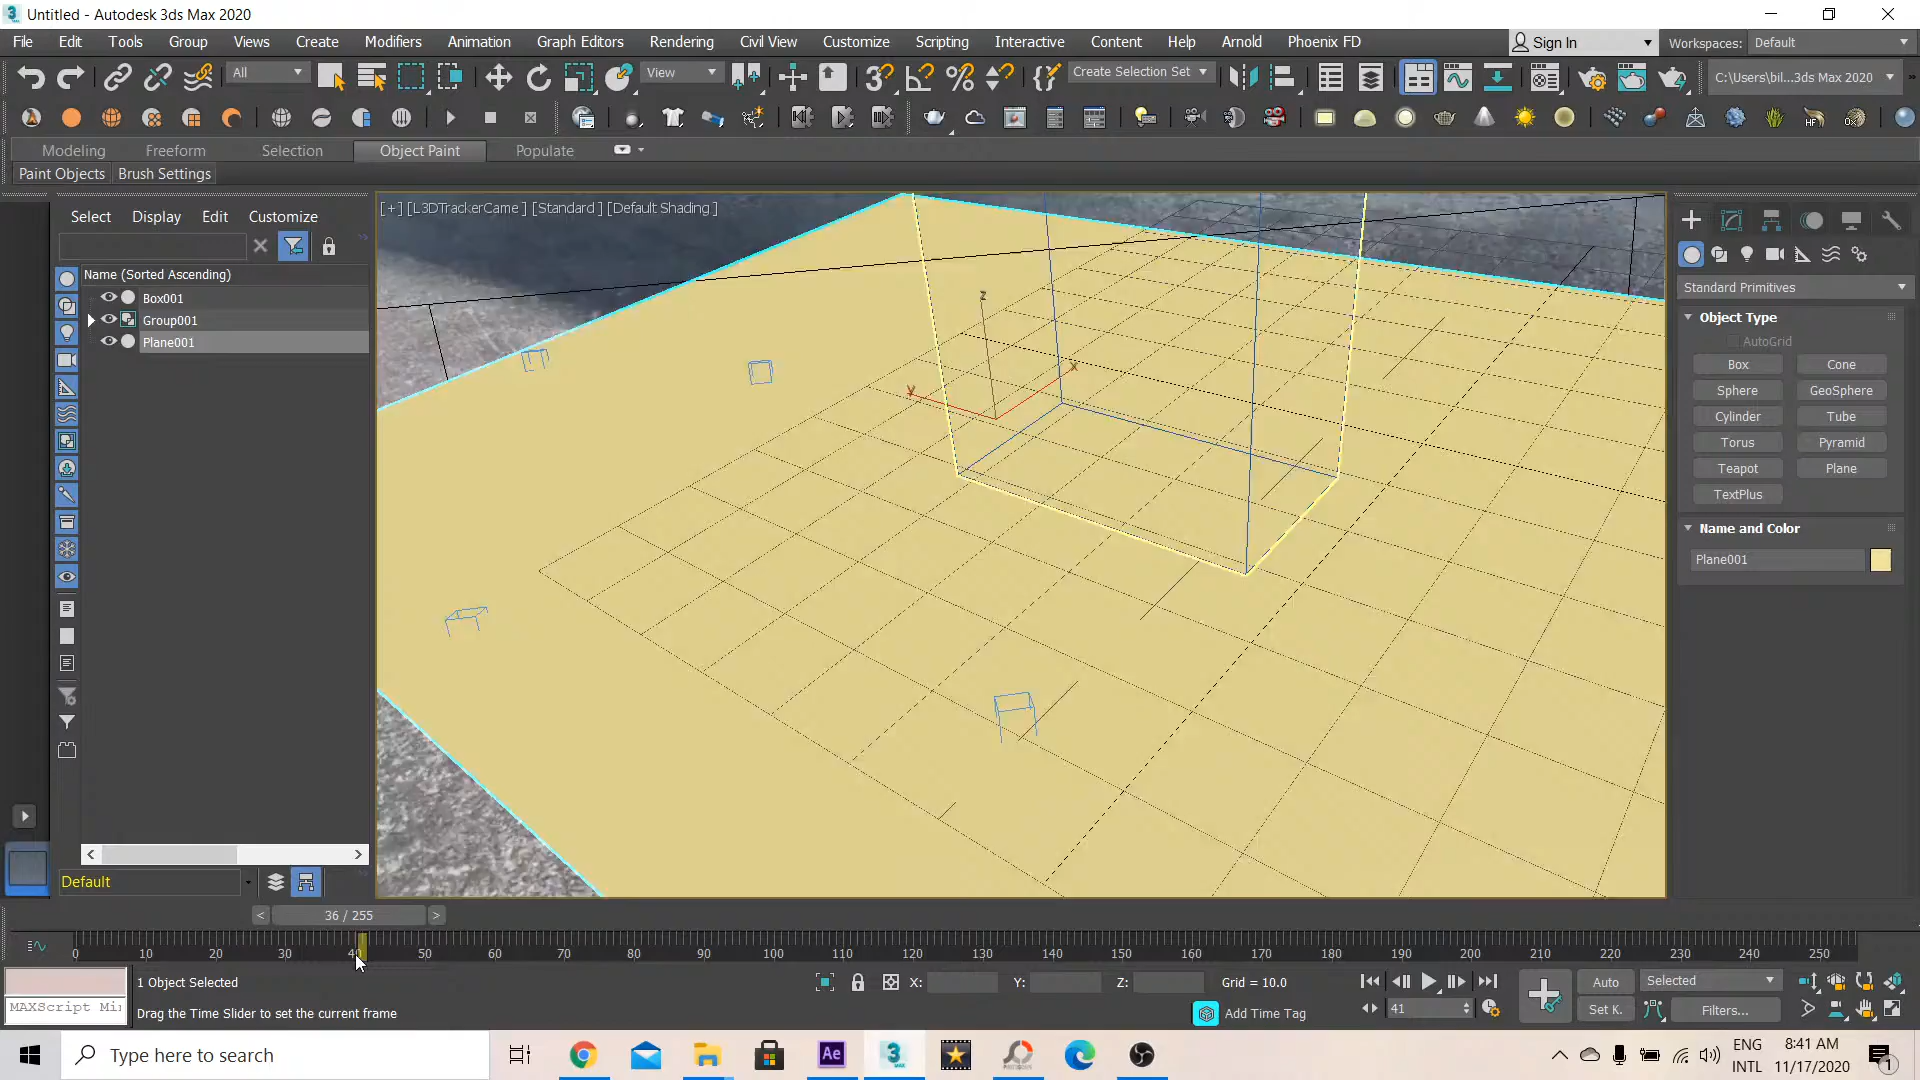 Untitled - Autodesk 3ds Max 2020
File Edit Tools Group Views Create Modifiers Animation Graph Editors Rendering Civil View Customize Scripting Interactive Content Help Arnold Phoenix FD
Sign In
Workspaces: Default
All
View
Create Selection Set
C:\Users\bil...3ds Max 2020
HF
Modeling Freeform Selection Object Paint Populate
Paint Objects Brush Settings
Select Display Edit Customize
[+] [L3DTrackerCame ] [Standard ] [Default Shading ]
Name (Sorted Ascending)
Box001
Group001
Plane001
z
x
y
Standard Primitives
Object Type
AutoGrid
Box Cone
Sphere GeoSphere
Cylinder Tube
Torus Pyramid
Teapot Plane
TextPlus
Name and Color
Plane001
Default
< 36 / 255 >
0 10 20 30 40 50 60 70 80 90 100 110 120 130 140 150 160 170 180 190 200 210 220 230 240 250
1 Object Selected
X: Y: Z: Grid = 10.0
Auto Selected
MAXScript Mi
Drag the Time Slider to set the current frame
Add Time Tag
41
Set K. Filters...
Type here to search
Ae
3
MAX
ENG
INTL
8:41 AM
11/17/2020
1